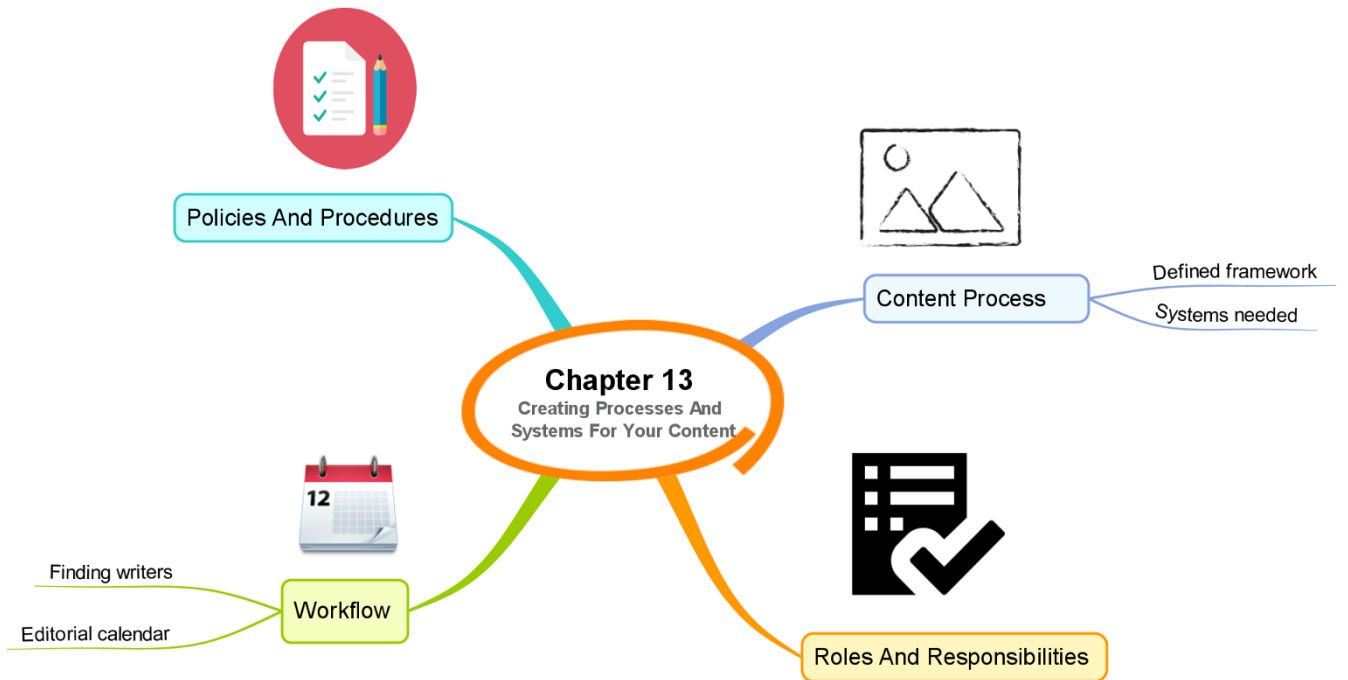 Policies And Procedures
Content Process
Defined framework
Systems needed
Chapter 13
Creating Processes And
Systems For Your Content
12
Workflow
Finding writers
Editorial calendar
Roles And Responsibilities